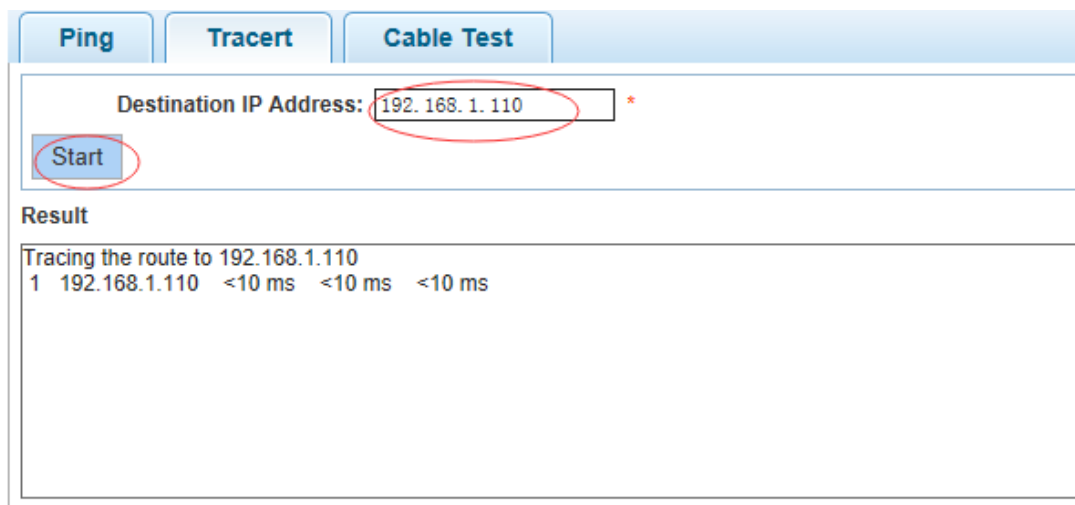 Ping Tracert Cable Test
Destination IP Address: 192. 168. 1. 110 *
Start
Result
Tracing the route to 192.168.1.110
1 192.168.1.110 <10 ms <10 ms <10 ms